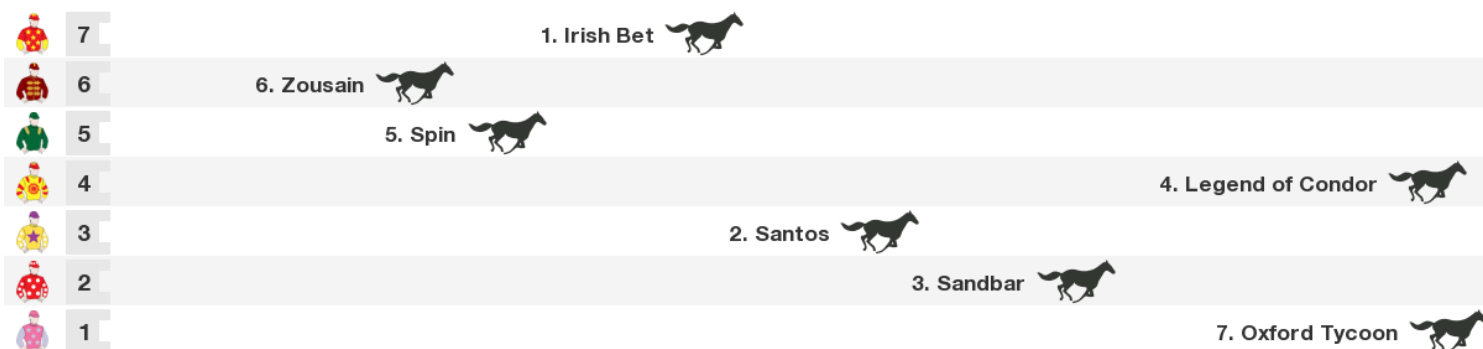 7 1. Irish Bet
6 6. Zousain
5 5. Spin
4 4. Legend of Condor
3 2. Santos
2 3. Sandbar
1 7. Oxford Tycoon